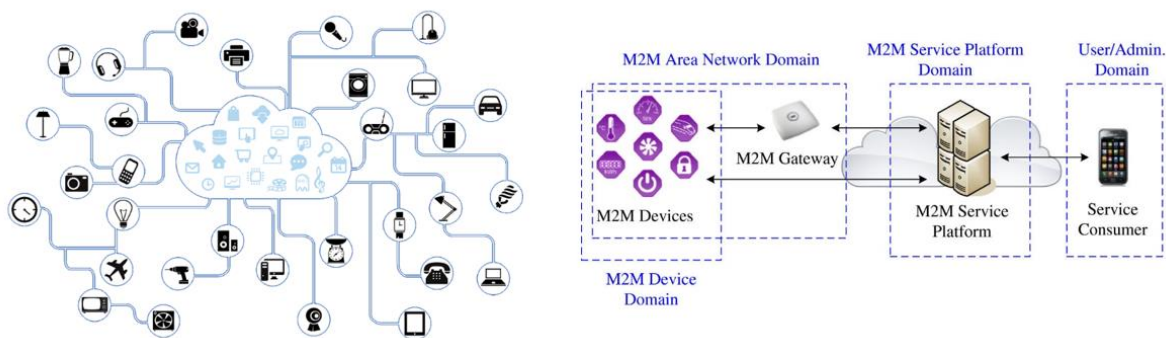 M2M Area Network Domain
M2M Service Platform
Domain
User/Admin.
Domain
M2M Gateway
M2M Devices
M2M Service
Platform
Service
Consumer
M2M Device
Domain